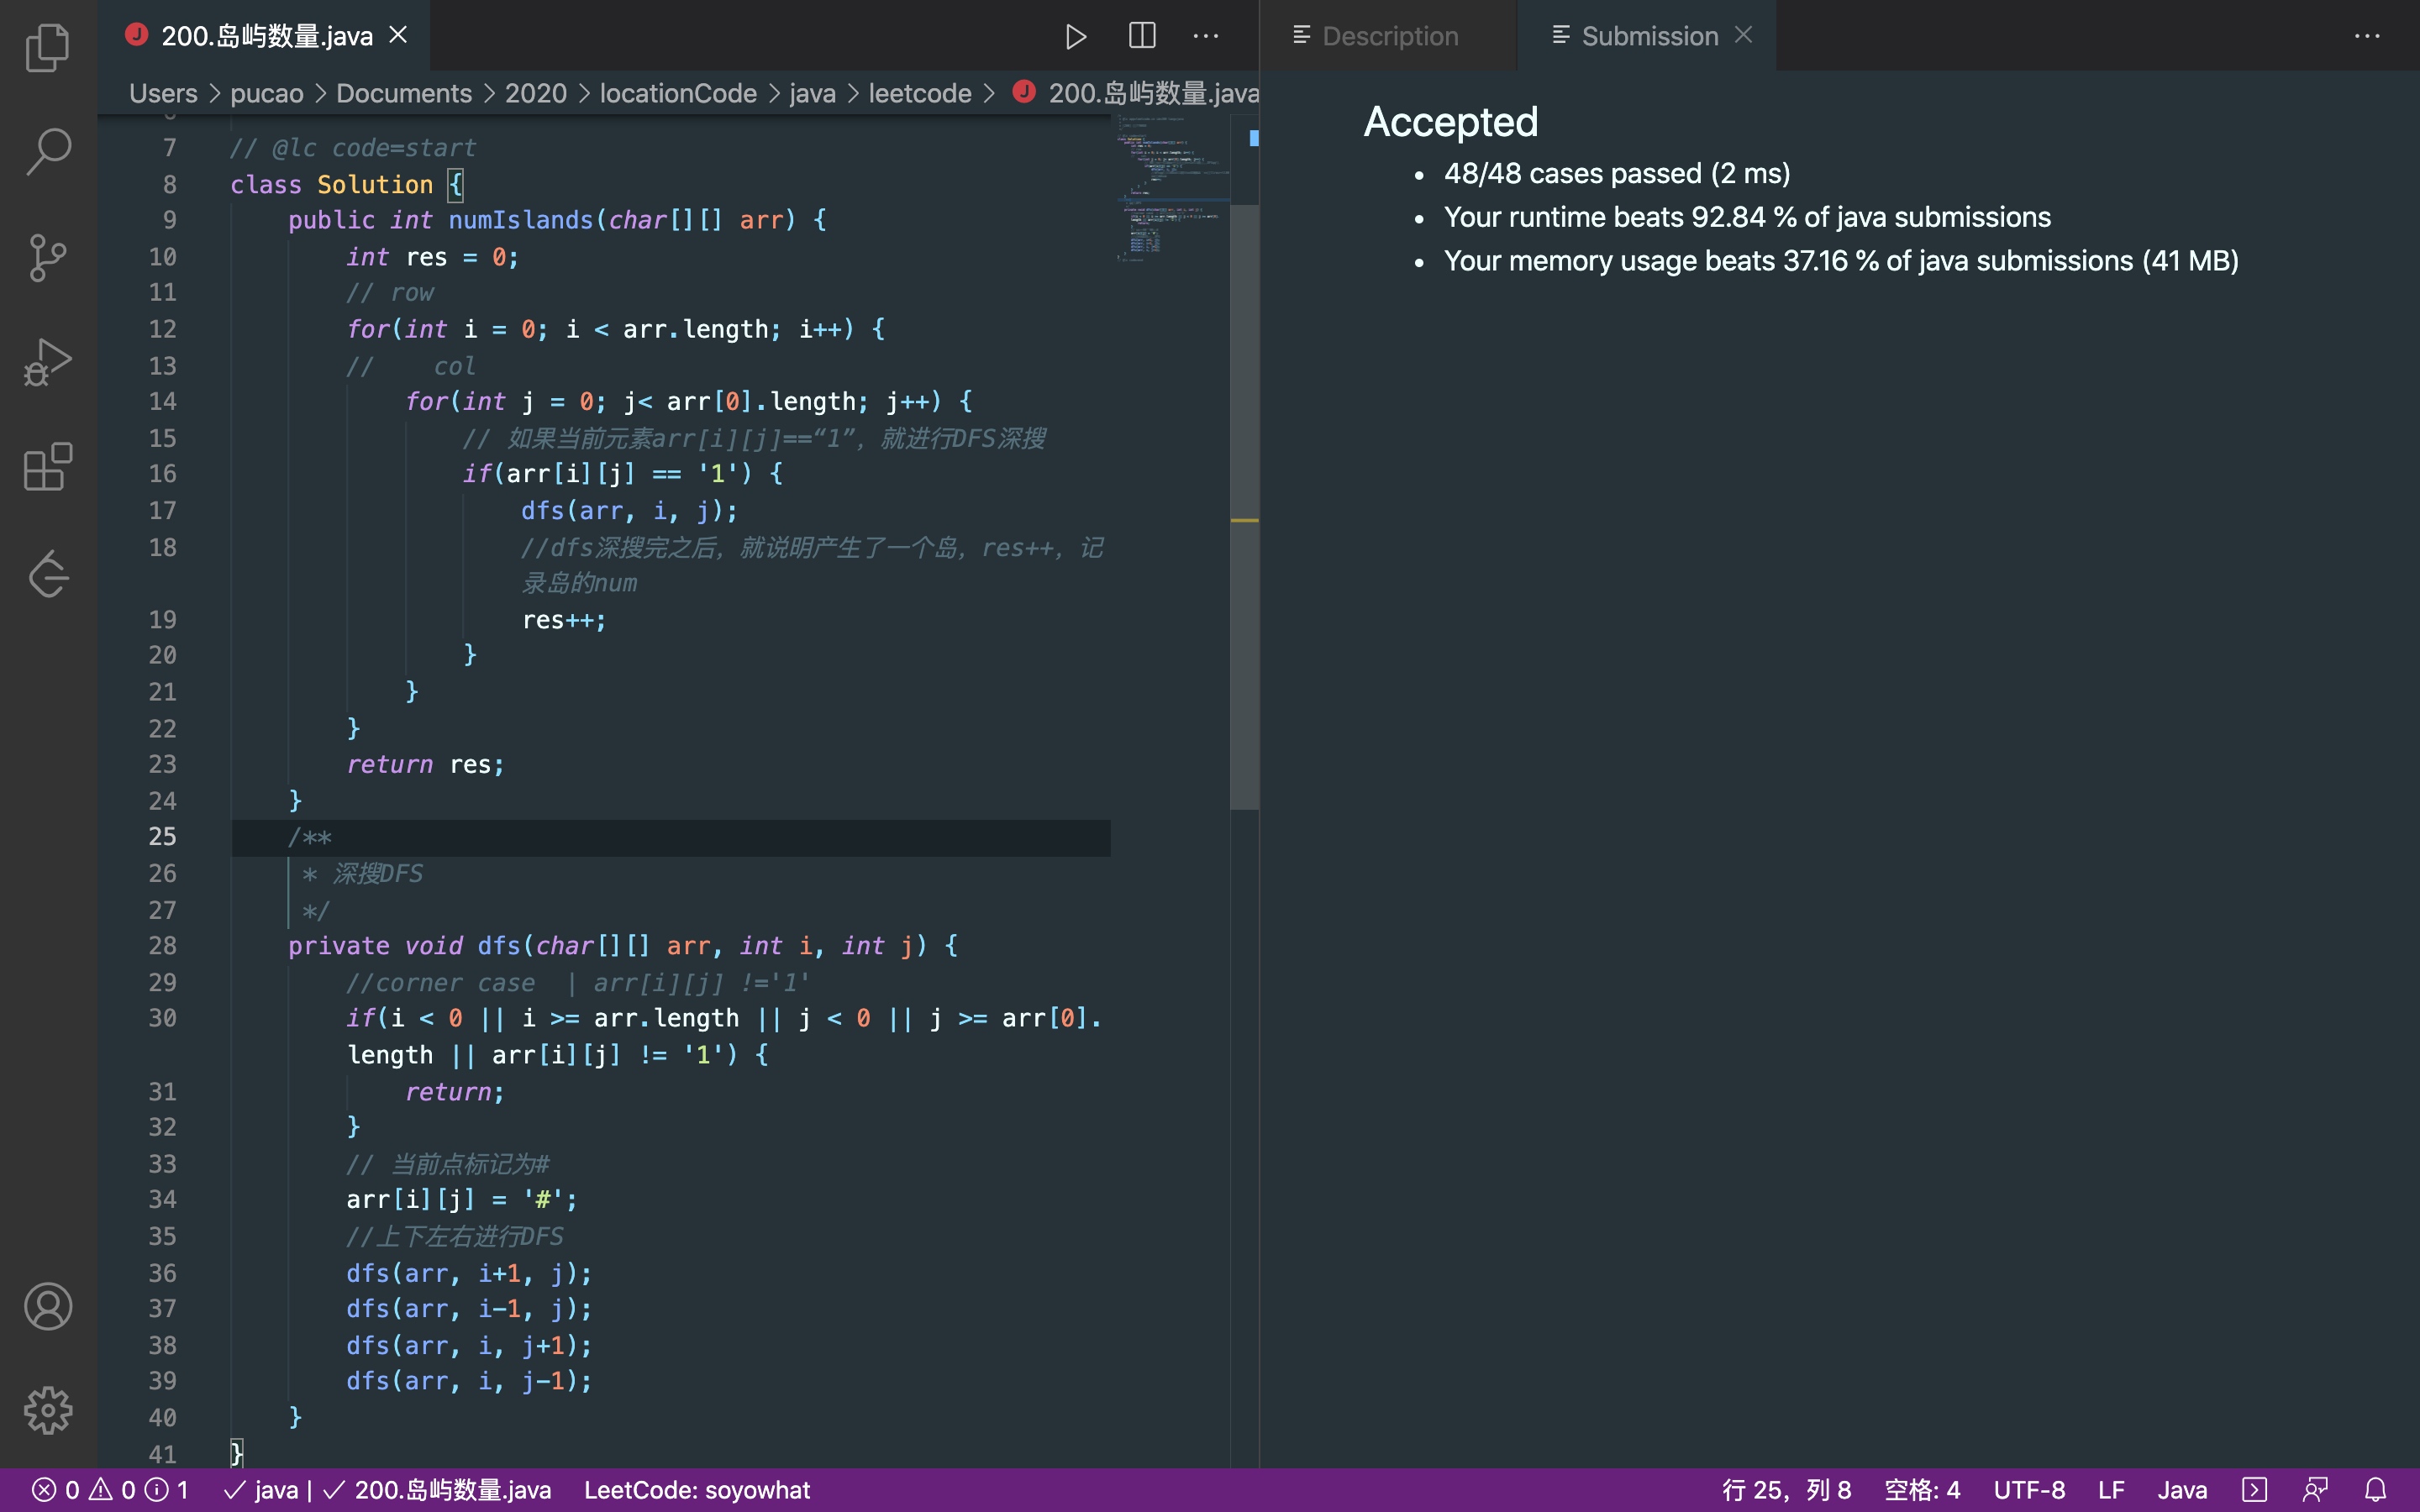 200.岛屿数量.java
Description
Submission
Users > pucao > Documents > 2020 > locationCode > java > leetcode > 200.岛屿数量.java
7 // @lc code=start
8 class Solution {
9 public int numIslands(char[][] arr) {
10 int res = 0;
11 // row
12 for(int i = 0; i < arr.length; i++) {
13 // col
14 for(int j = 0; j< arr[0].length; j++) {
15 // 如果当前元素arr[i][j]==“1”，就进行DFS深搜
16 if(arr[i][j] == '1') {
17 dfs(arr, i, j);
18 //dfs深搜完之后，就说明产生了一个岛，res++，记
录岛的num
19 res++;
20 }
21 }
22 }
23 return res;
24 }
25 /**
26 * 深搜DFS
27 */
28 private void dfs(char[][] arr, int i, int j) {
29 //corner case | arr[i][j] !='1'
30 if(i < 0 || i >= arr.length || j < 0 || j >= arr[0].
length || arr[i][j] != '1') {
31 return;
32 }
33 // 当前点标记为#
34 arr[i][j] = '#';
35 //上下左右进行DFS
36 dfs(arr, i+1, j);
37 dfs(arr, i-1, j);
38 dfs(arr, i, j+1);
39 dfs(arr, i, j-1);
40 }
41 }
Accepted
• 48/48 cases passed (2 ms)
• Your runtime beats 92.84 % of java submissions
• Your memory usage beats 37.16 % of java submissions (41 MB)
0 0 1 java | 200.岛屿数量.java LeetCode: soyowhat 行 25，列 8 空格: 4 UTF-8 LF Java